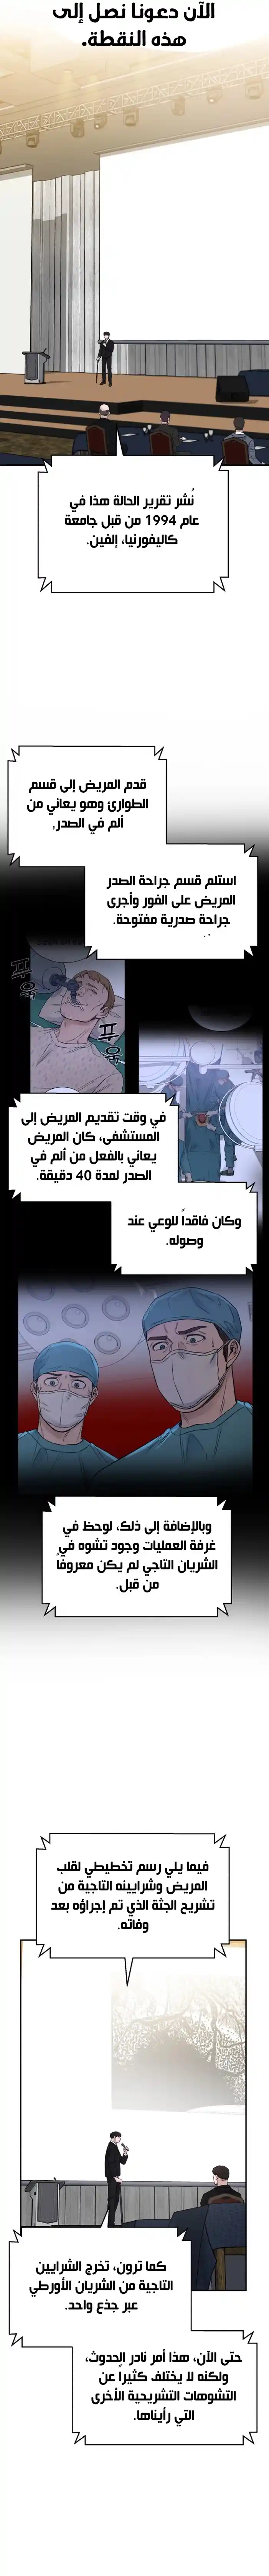 الآن دعونا نصل إلى
هذه النقطة.
نُشر تقرير الحالة هذا في
عام 1994 من قبل جامعة
كاليفورنيا، إلفين.
قدم المريض إلى قسم
الطوارئ وهو يعاني من
ألم في الصدر,
استلم قسم جراحة الصدر
المريض على الفور وأجرى
جراحة صدرية مفتوحة.
في وقت تقديم المريض إلى
المستشفى، كان المريض
يعاني بالفعل من ألم في
الصدر لمدة 40 دقيقة.
وكان فاقداً للوعي عند
وصوله.
وبالإضافة إلى ذلك، لوحظ في
غرفة العمليات وجود تشوه في
الشريان التاجي لم يكن معروفاً
من قبل.
فيما يلي رسم تخطيطي لقلب
المريض وشرايينه التاجية من
تشريح الجثة الذي تم إجراؤه بعد
وفاته.
كما ترون، تخرج الشرايين
التاجية من الشريان الأورطي
عبر جذع واحد.
حتى الآن، هذا أمر نادر الحدوث،
ولكنه لا يختلف كثيراً عن
التشوهات التشريحية الأخرى
التي رأيناها.